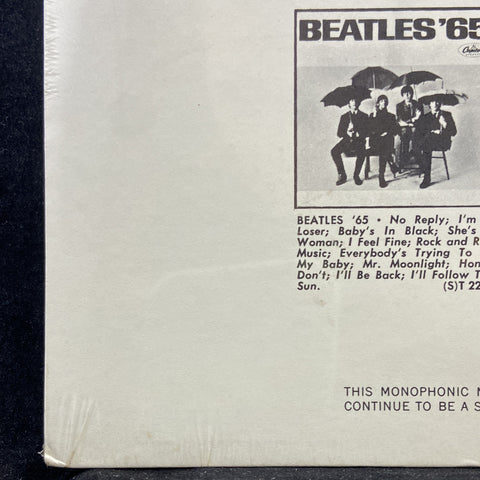 BEATLES '65
Capitol
BEATLES '65 • No Reply; I'm
Loser; Baby's In Black; She's
Woman; I Feel Fine; Rock and R
Music; Everybody's Trying To
My Baby; Mr. Moonlight; Hon
Don't; I'll Be Back; I'll Follow T
Sun. (S)T 22
THIS MONOPHONIC M
CONTINUE TO BE A S